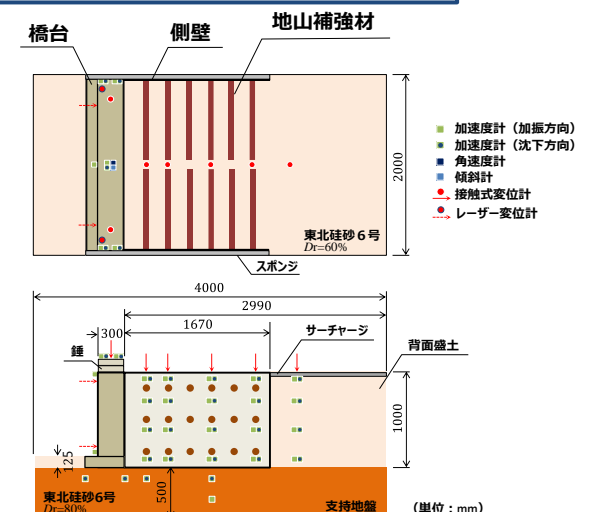 橋台
側壁
地山補強材
加速度計（加振方向）
加速度計（沈下方向）
角速度計
傾斜計
接触式変位計
レーザー変位計
2000
東北硅砂６号
Dr=60%
スポンジ
4000
2990
1670
300
サーチャージ
錘
背面盛土
1000
125
500
東北硅砂6号
Dr=80%
支持地盤
（単位：mm）